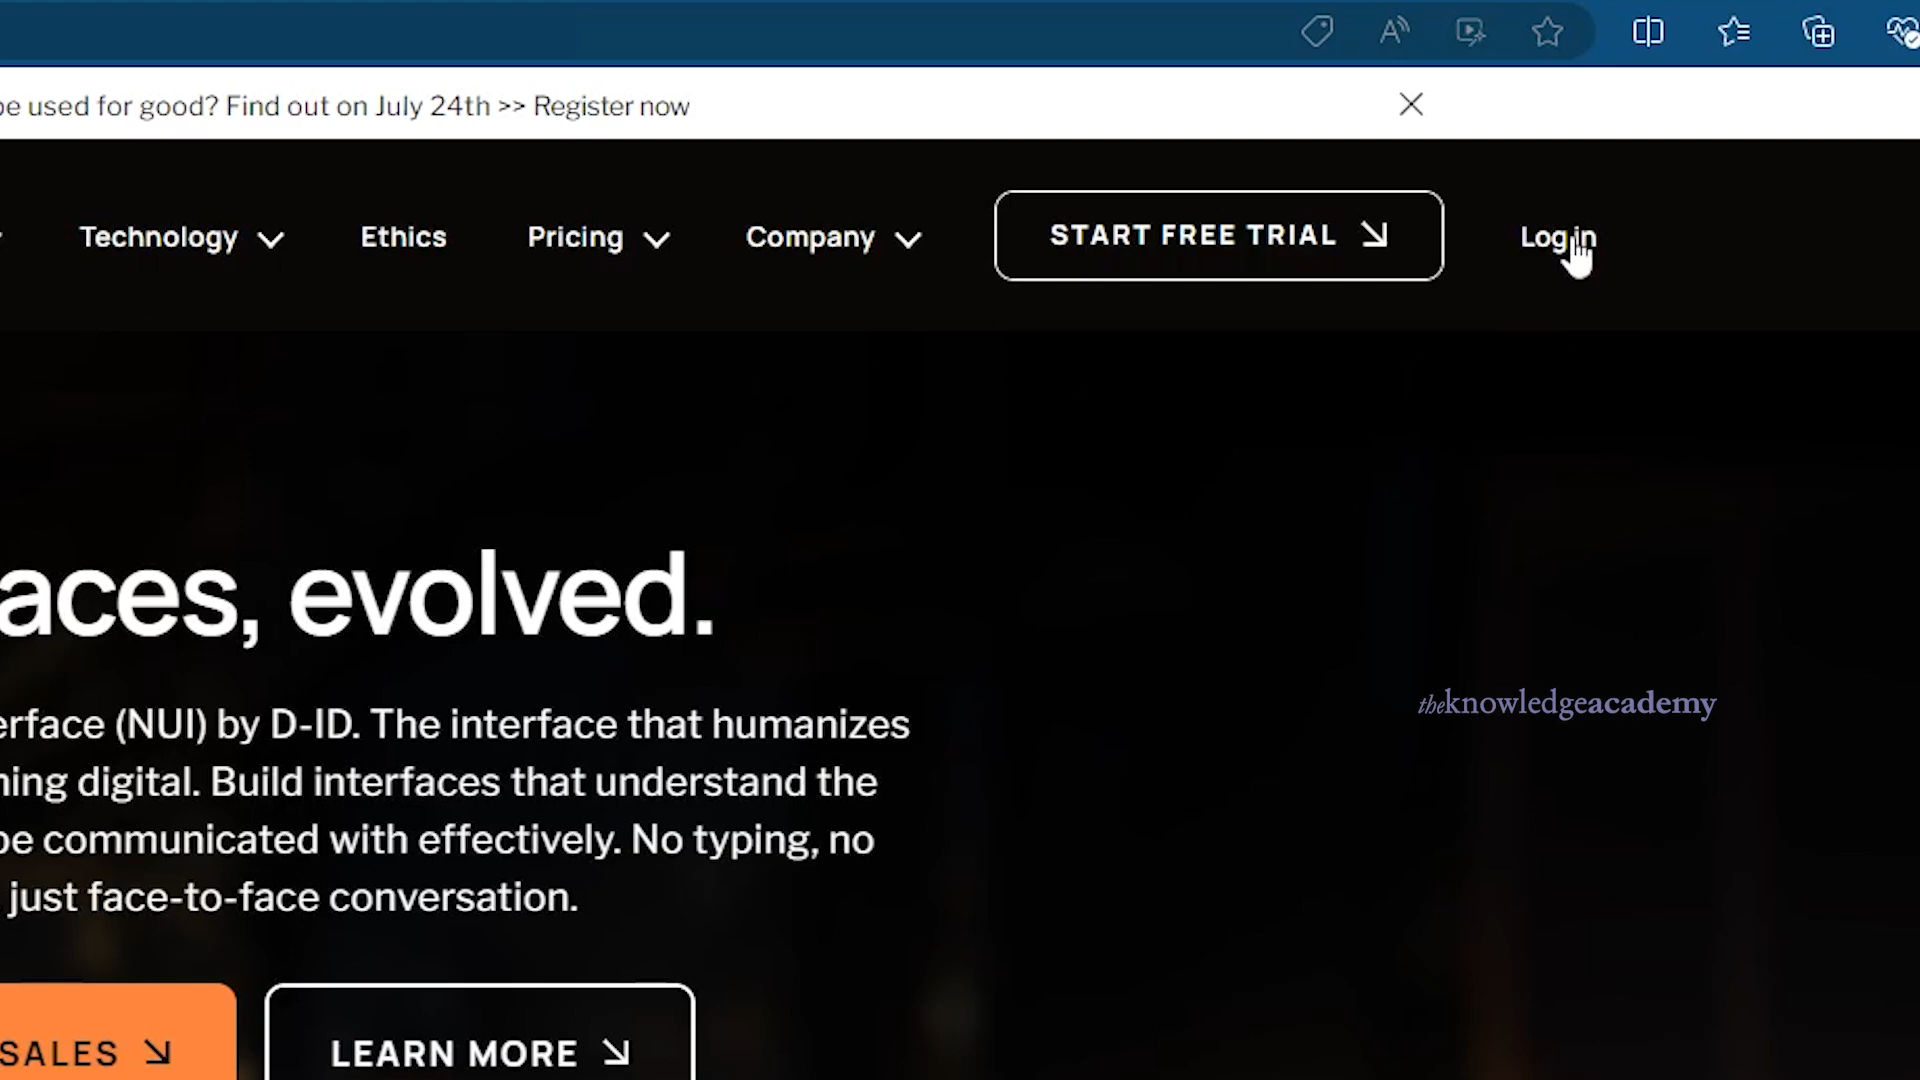 be used for good? Find out on July 24th >> Register now
Technology
Ethics
Pricing
Company
START FREE TRIAL
Log in
aces, evolved.
erface (NUI) by D-ID. The interface that humanizes
ning digital. Build interfaces that understand the
be communicated with effectively. No typing, no
just face-to-face conversation.
theknowledgeacademy
SALES
LEARN MORE